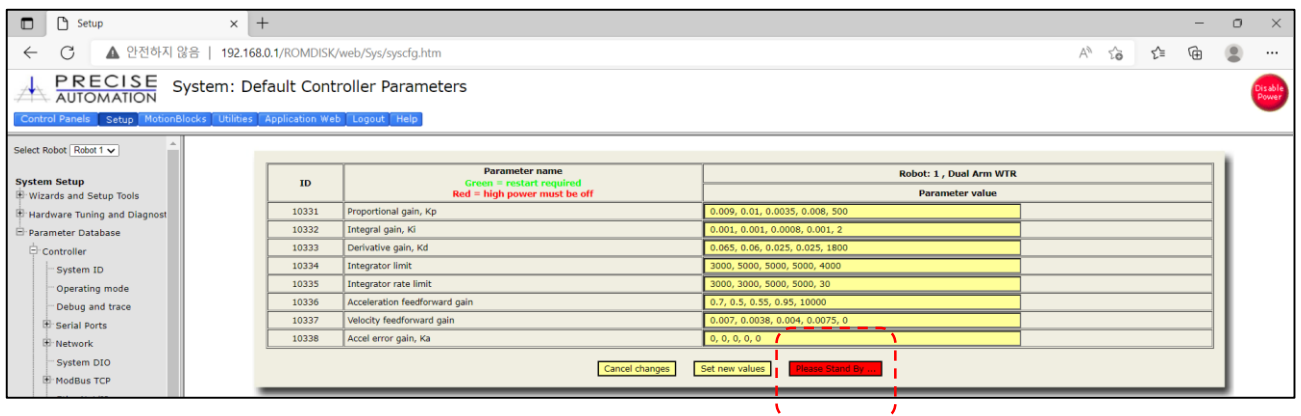 Setup
안전하지 않음 | 192.168.0.1/ROMDISK/web/Sys/syscfg.htm
PRECISE AUTOMATION
System: Default Controller Parameters
Disable Power
Control Panels Setup MotionBlocks Utilities Application Web Logout Help
Select Robot Robot 1
System Setup
Wizards and Setup Tools
Hardware Tuning and Diagnost
Parameter Database
Controller
System ID
Operating mode
Debug and trace
Serial Ports
Network
System DIO
ModBus TCP
ID
Parameter name
Green = restart required
Red = high power must be off
Robot: 1 , Dual Arm WTR
Parameter value
10331 Proportional gain, Kp 0.009, 0.01, 0.0035, 0.008, 500
10332 Integral gain, Ki 0.001, 0.001, 0.0008, 0.001, 2
10333 Derivative gain, Kd 0.065, 0.06, 0.025, 0.025, 1800
10334 Integrator limit 3000, 5000, 5000, 5000, 4000
10335 Integrator rate limit 3000, 3000, 5000, 5000, 30
10336 Acceleration feedforward gain 0.7, 0.5, 0.55, 0.95, 10000
10337 Velocity feedforward gain 0.007, 0.0038, 0.004, 0.0075, 0
10338 Accel error gain, Ka 0, 0, 0, 0, 0
Cancel changes Set new values Please Stand By ...